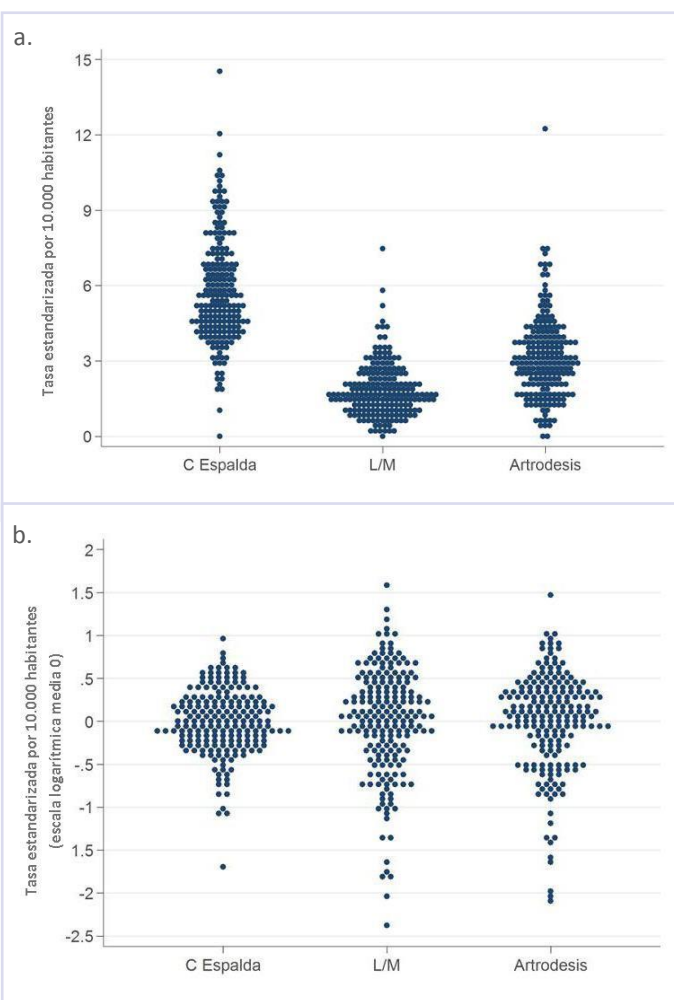 a.
Tasa estandarizada por 10.000 habitantes
15
12
9
6
3
0
C Espalda
L/M
Artrodesis
b.
Tasa estandarizada por 10.000 habitantes
(escala logarítmica media 0)
2
1.5
1
.5
0
-.5
-1
-1.5
-2
-2.5
C Espalda
L/M
Artrodesis